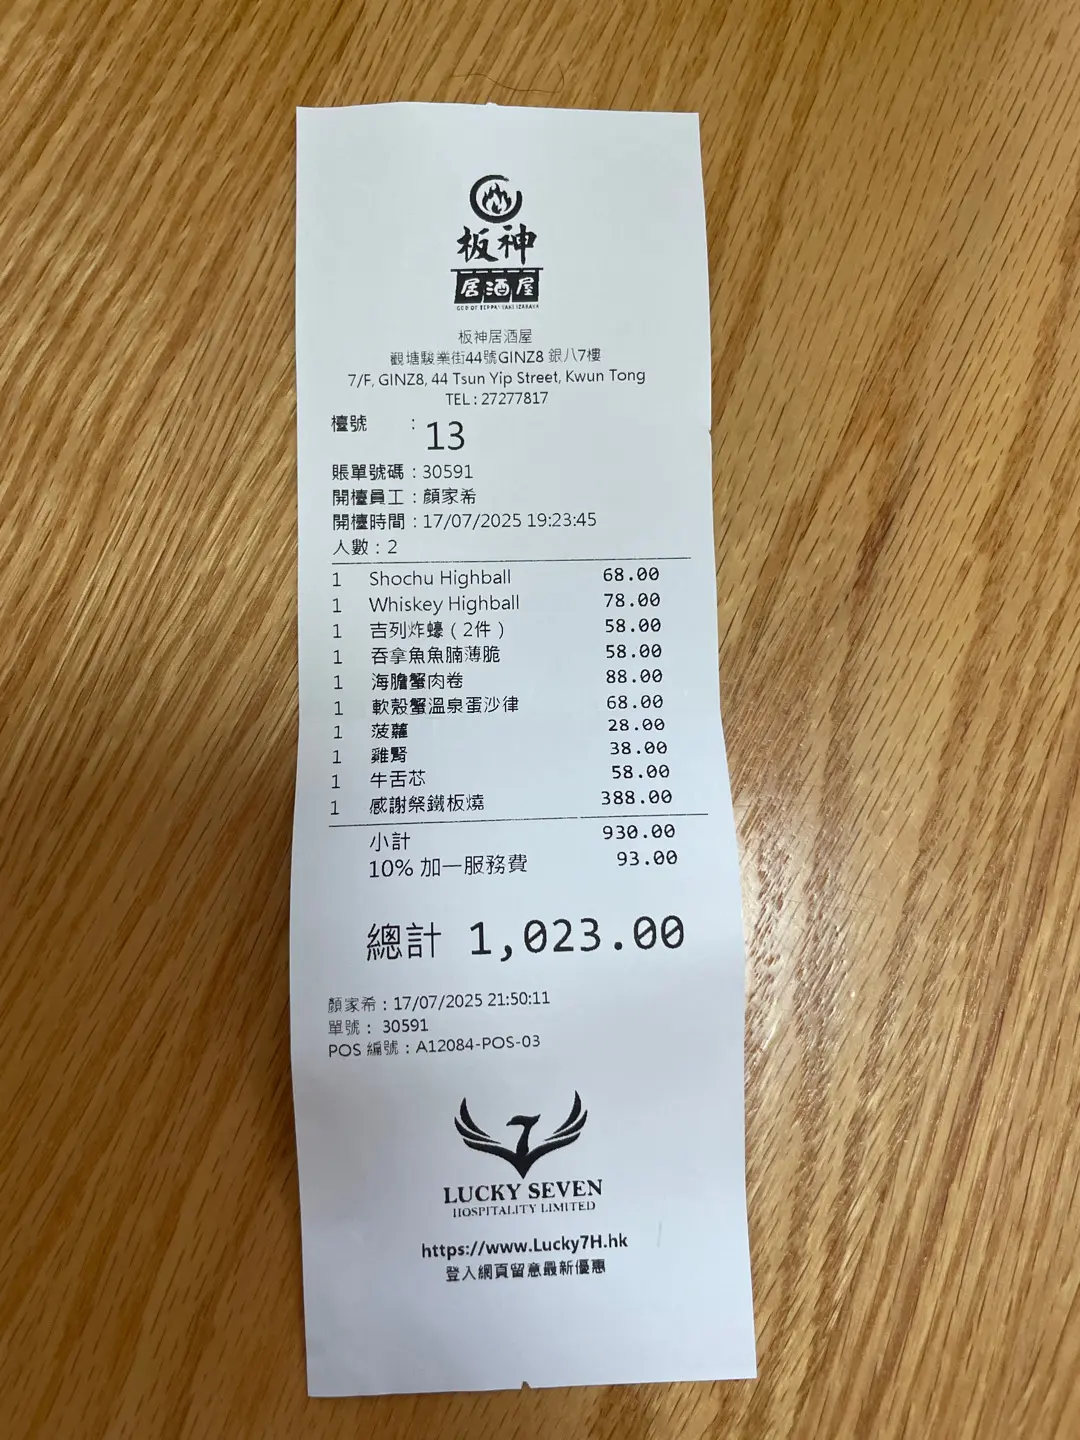 板神
居酒屋
GOD OF TEPPANYAKI IZAKAYA
板神居酒屋
觀塘駿業街44號GINZ8 銀八7樓
7/F, GINZ8, 44 Tsun Yip Street, Kwun Tong
TEL : 27277817
檯號 : 13
賬單號碼 : 30591
開檯員工 : 顏家希
開檯時間 : 17/07/2025 19:23:45
人數 : 2
1 Shochu Highball 68.00
1 Whiskey Highball 78.00
1 吉列炸蠔 ( 2件 ) 58.00
1 吞拿魚魚腩薄脆 58.00
1 海膽蟹肉卷 88.00
1 軟殼蟹溫泉蛋沙律 68.00
1 菠蘿 28.00
1 雞腎 38.00
1 牛舌芯 58.00
1 感謝祭鐵板燒 388.00
小計 930.00
10% 加一服務費 93.00
總計 1,023.00
顏家希 : 17/07/2025 21:50:11
單號 : 30591
POS 編號 : A12084-POS-03
7
LUCKY SEVEN
HOSPITALITY LIMITED
https://www.Lucky7H.hk
登入網頁留意最新優惠